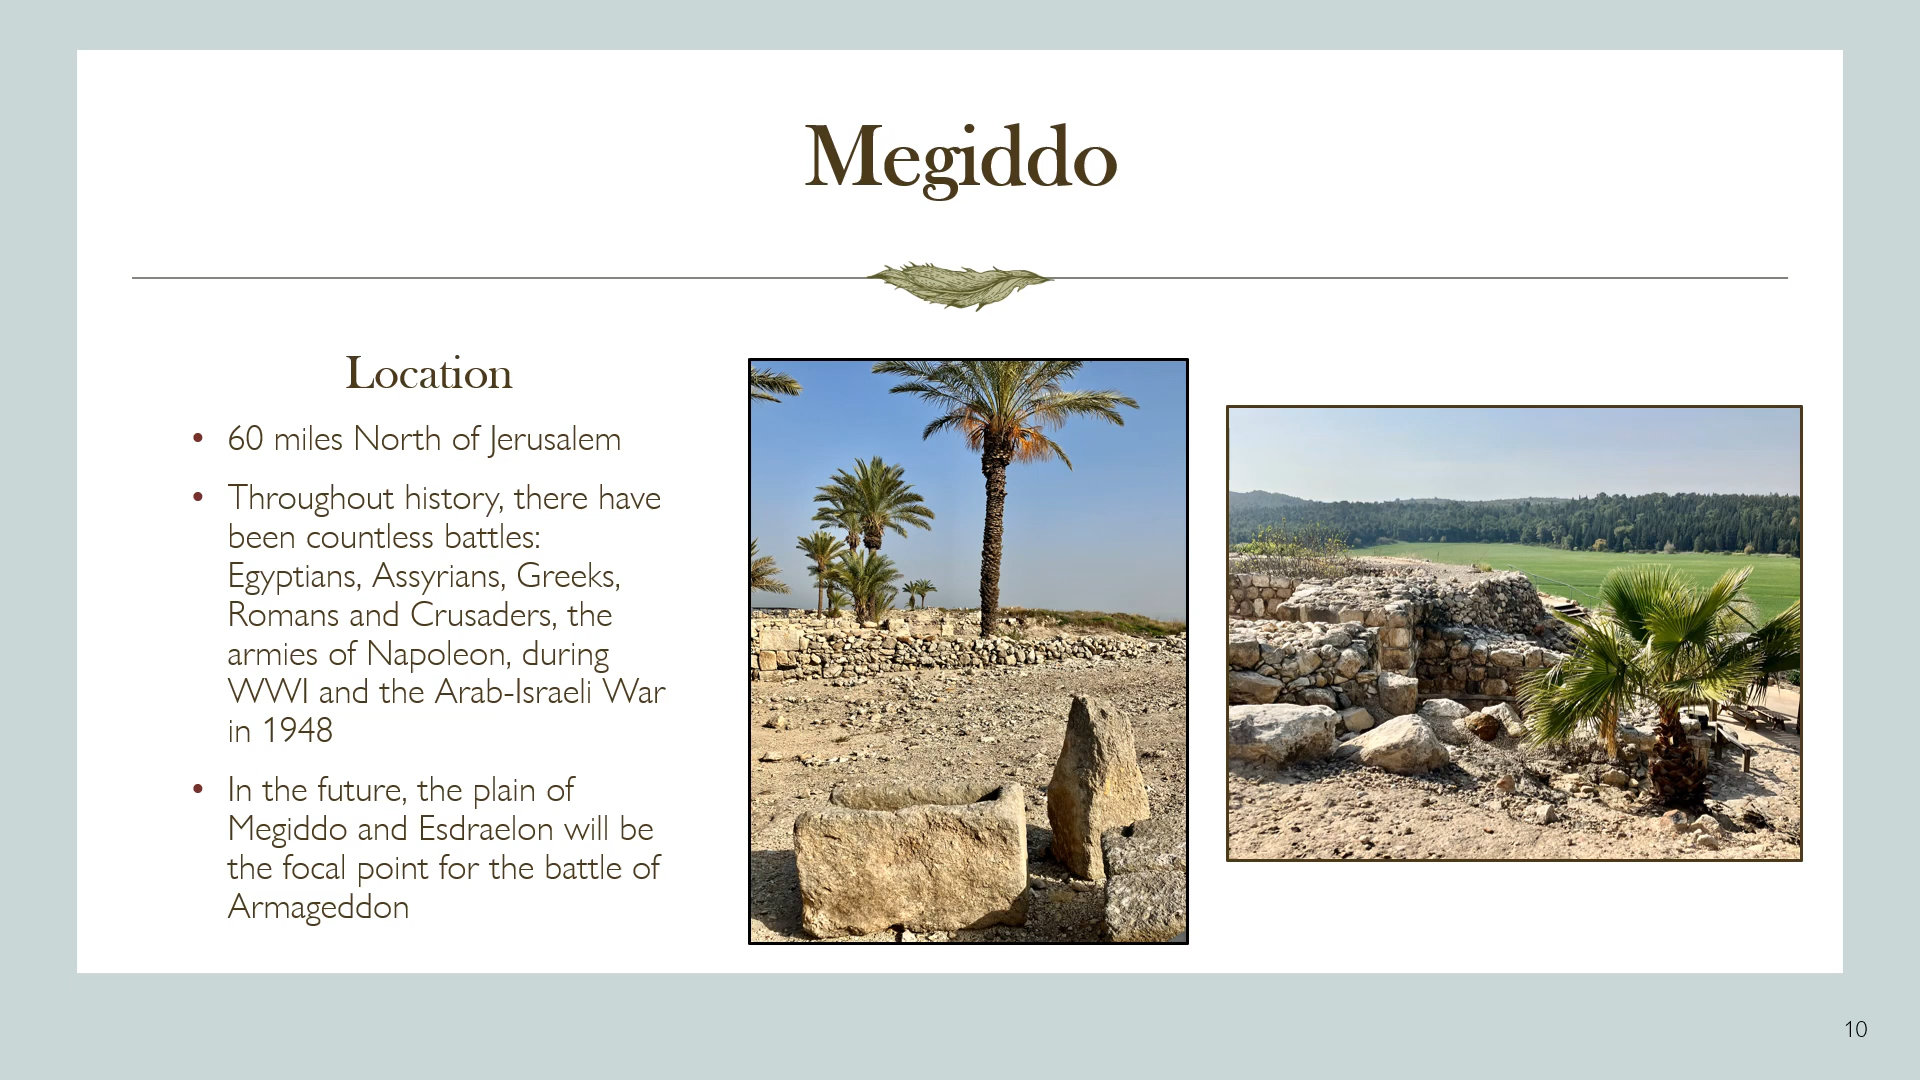 Megiddo
Location
• 60 miles North of Jerusalem
• Throughout history, there have
been countless battles:
Egyptians, Assyrians, Greeks,
Romans and Crusaders, the
armies of Napoleon, during
WWI and the Arab-Israeli War
in 1948
• In the future, the plain of
Megiddo and Esdraelon will be
the focal point for the battle of
Armageddon
10